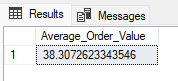 Results Messages
Average_Order_Value
1 38.3072623343546